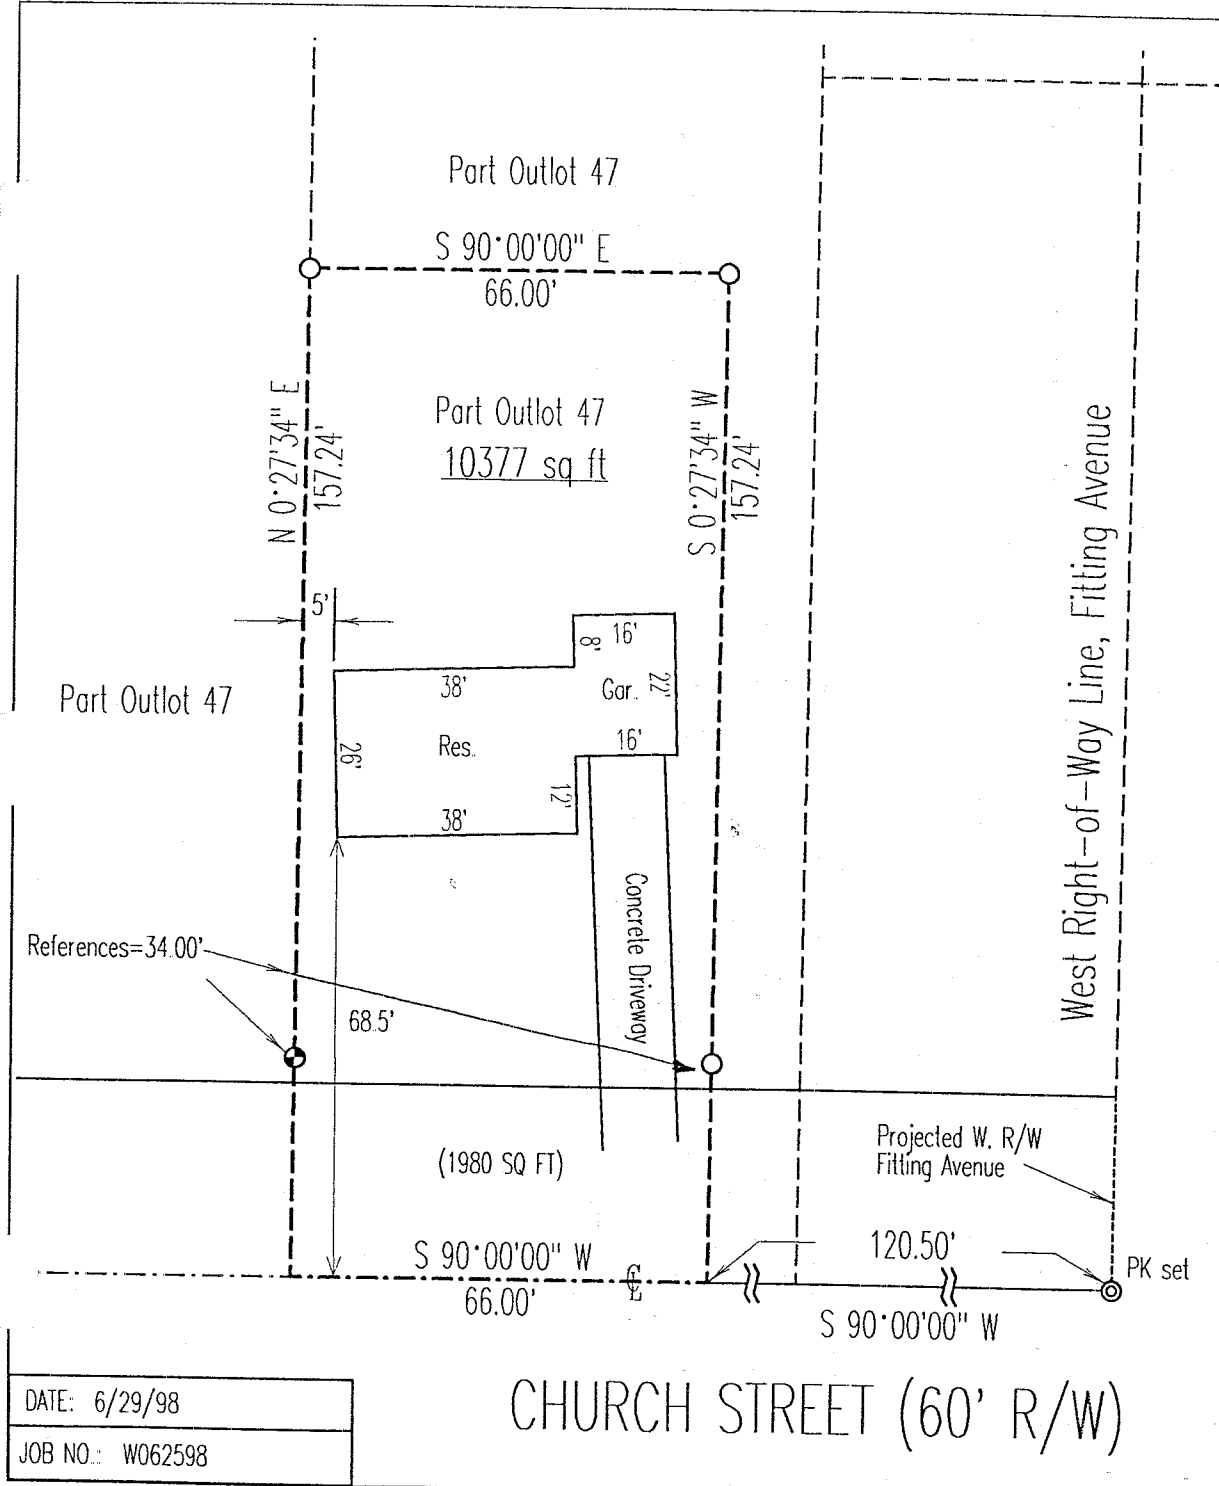 Part Outlot 47
S 90°00'00" E
66.00'
N 0°27'34" E
157.24'
Part Outlot 47
10377 sq ft
S 0°27'34" W
157.24'
West Right-of-Way Line, Fitting Avenue
5'
16'
8'
38'
Gar.
22'
Part Outlot 47
26'
Res.
16'
12'
38'
Concrete Driveway
References=34.00'
68.5'
Projected W. R/W
Fitting Avenue
(1980 SQ FT)
S 90°00'00" W
66.00'
CL
120.50'
PK set
S 90°00'00" W
CHURCH STREET (60' R/W)
DATE: 6/29/98
JOB NO.: W062598